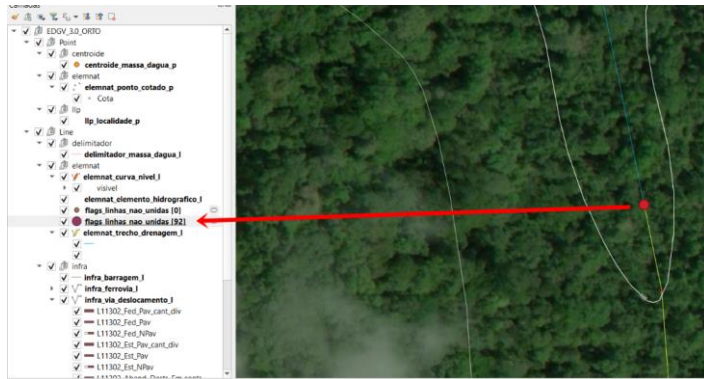 Camadas
EDGV_3.0_ORTO
Point
centroide
centroide_massa_dagua_p
elemnat
elemnat_ponto_cotado_p
Cota
llp
llp_localidade_p
Line
delimitador
delimitador_massa_dagua_l
elemnat
elemnat_curva_nivel_l
visivel
elemnat_elemento_hidrografico_l
flags_linhas_nao_unidas [0]
flags_linhas_nao_unidas [92]
elemnat_trecho_drenagem_l
infra
infra_barragem_l
infra_ferrovia_l
infra_via_deslocamento_l
L11302_Fed_Pav_cant_div
L11302_Fed_Pav
L11302_Fed_NPav
L11302_Est_Pav_cant_div
L11302_Est_Pav
L11302_Est_NPav